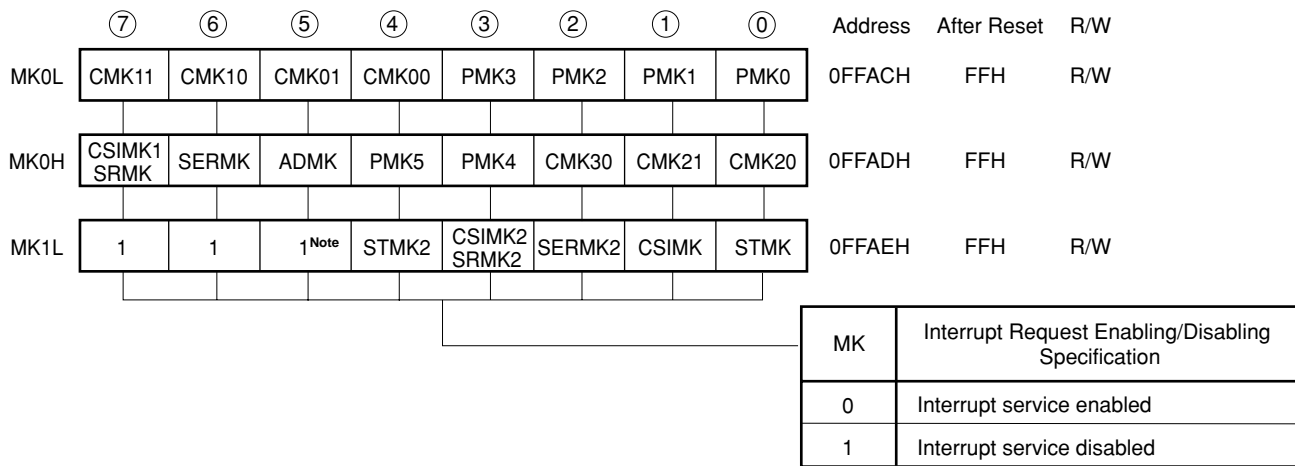 7 6 5 4 3 2 1 0 Address After Reset R/W
MK0L CMK11 CMK10 CMK01 CMK00 PMK3 PMK2 PMK1 PMK0 0FFACH FFH R/W
MK0H CSIMK1 SRMK SERMK ADMK PMK5 PMK4 CMK30 CMK21 CMK20 0FFADH FFH R/W
MK1L 1 1 1 Note STMK2 CSIMK2 SRMK2 SERMK2 CSIMK STMK 0FFAEH FFH R/W
MK Interrupt Request Enabling/Disabling
Specification
0 Interrupt service enabled
1 Interrupt service disabled